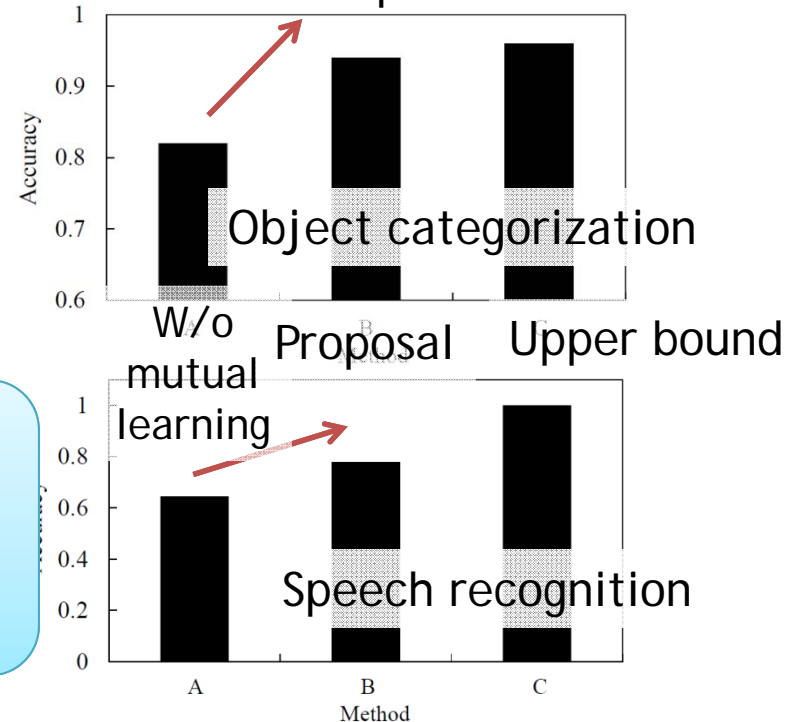 1
0.9
0.8
0.7
0.6
Accuracy
Object categorization
W/o mutual learning
Proposal
Upper bound
1
0.8
0.6
0.4
0.2
0
Speech recognition
A B C
Method